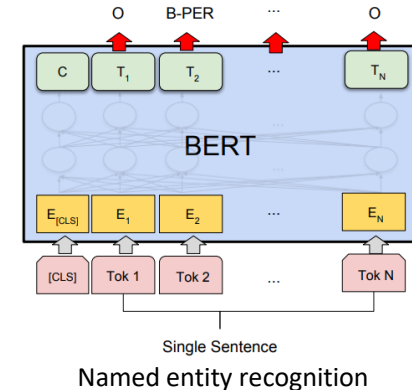 O B-PER ... O
C T1 T2 ... TN
BERT
E[CLS] E1 E2 ... EN
[CLS] Tok 1 Tok 2 ... Tok N
Single Sentence
Named entity recognition